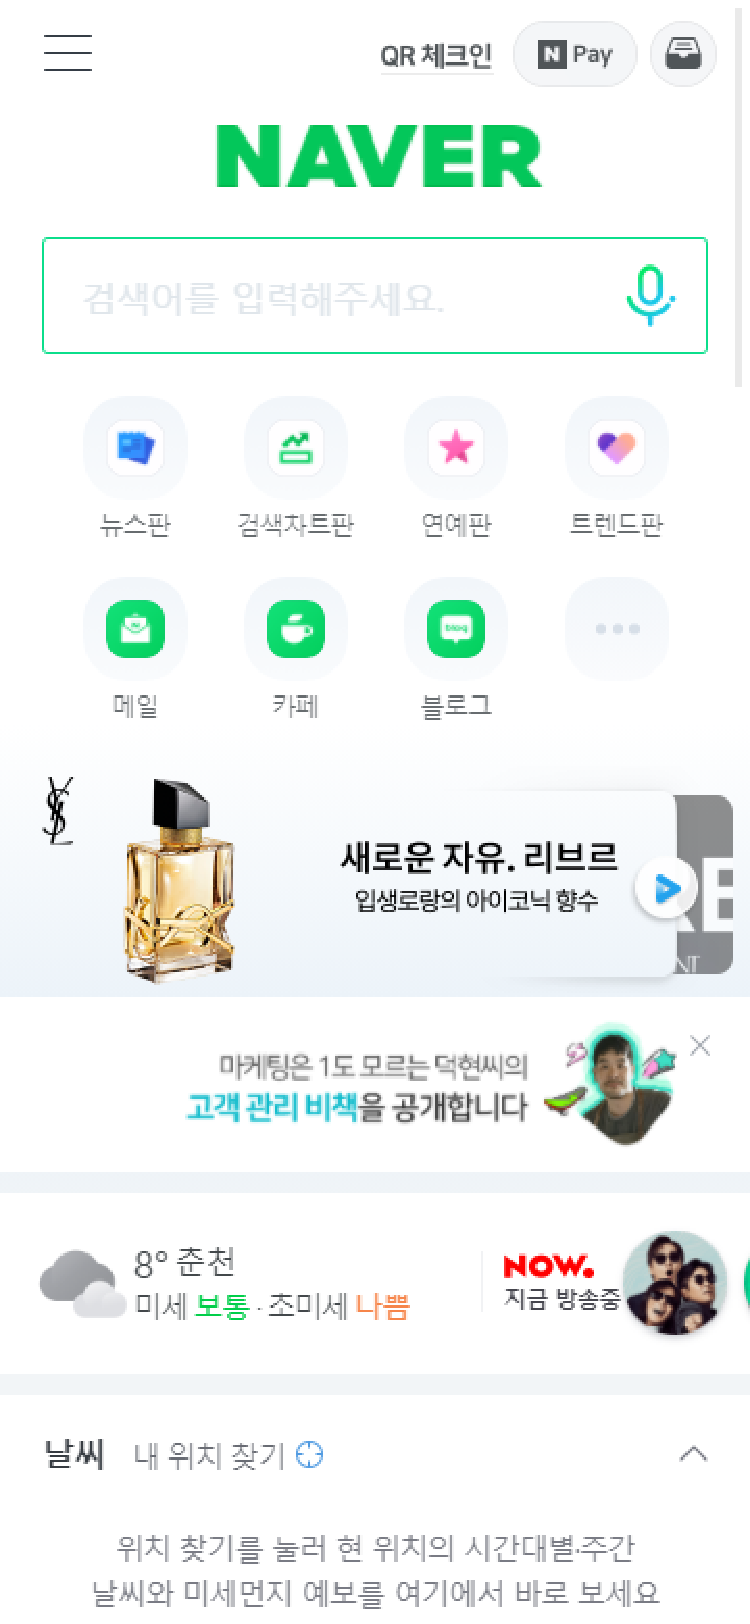 QR 체크인
N Pay
NAVER
검색어를 입력해주세요.
뉴스판
검색차트판
연예판
트렌드판
blog
메일
카페
블로그
YSL
새로운 자유. 리브르
입생로랑의 아이코닉 향수
RE
NT
마케팅은 1도 모르는 덕현씨의
고객 관리 비책을 공개합니다
8° 춘천
미세 보통 · 초미세 나쁨
NOW.
지금 방송중
날씨 내 위치 찾기
위치 찾기를 눌러 현 위치의 시간대별·주간
날씨와 미세먼지 예보를 여기에서 바로 보세요